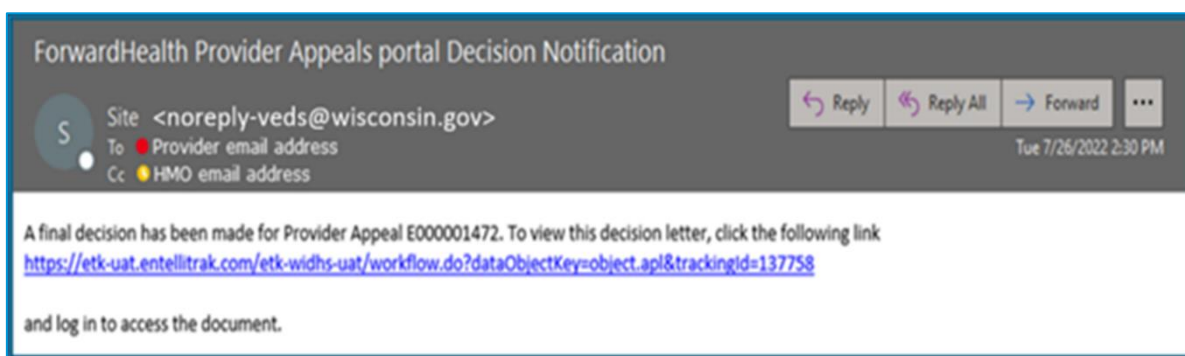 ForwardHealth Provider Appeals portal Decision Notification
S
Site <noreply-veds@wisconsin.gov>
To Provider email address
Cc HMO email address
Reply
Reply All
Forward
...
Tue 7/26/2022 2:30 PM
A final decision has been made for Provider Appeal E000001472. To view this decision letter, click the following link
https://etk-uat.entellitrak.com/etk-widhs-uat/workflow.do?dataObjectKey=object.apl&trackingId=137758
and log in to access the document.